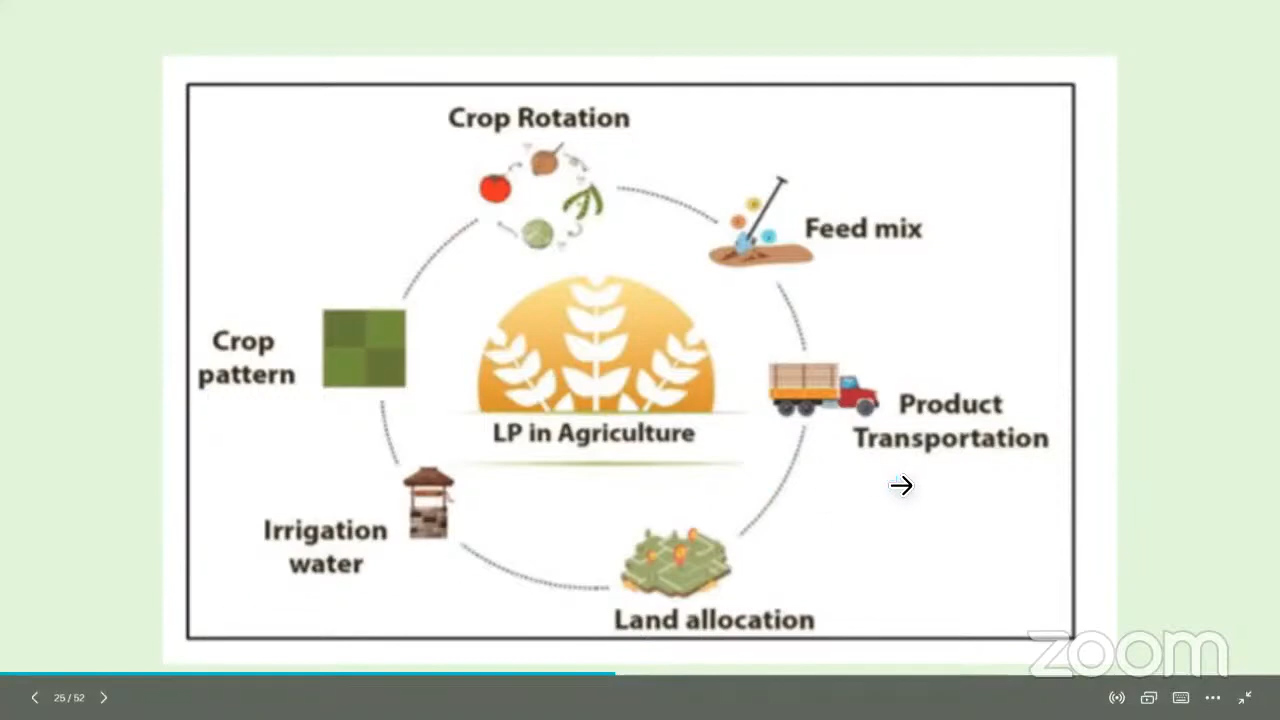 Crop Rotation
Feed mix
Crop
pattern
LP in Agriculture
Product
Transportation
Irrigation
water
Land allocation
zoom
25 / 52